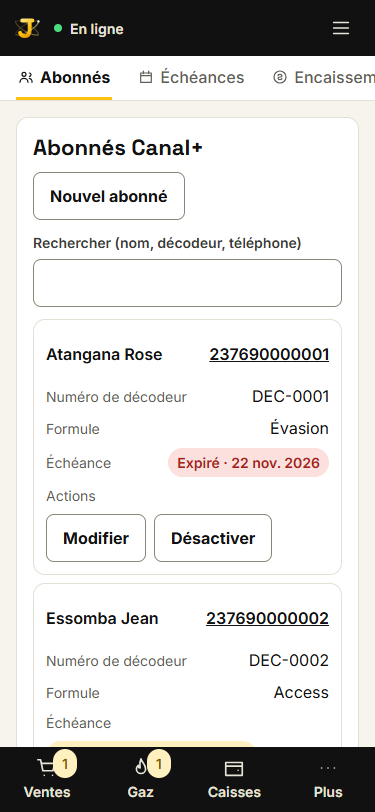 J
En ligne
Abonnés
Échéances
Encaissem
Abonnés Canal+
Nouvel abonné
Rechercher (nom, décodeur, téléphone)
Atangana Rose
237690000001
Numéro de décodeur
DEC-0001
Formule
Évasion
Échéance
Expiré · 22 nov. 2026
Actions
Modifier
Désactiver
Essomba Jean
237690000002
Numéro de décodeur
DEC-0002
Formule
Access
Échéance
1
1
Ventes
Gaz
Caisses
Plus